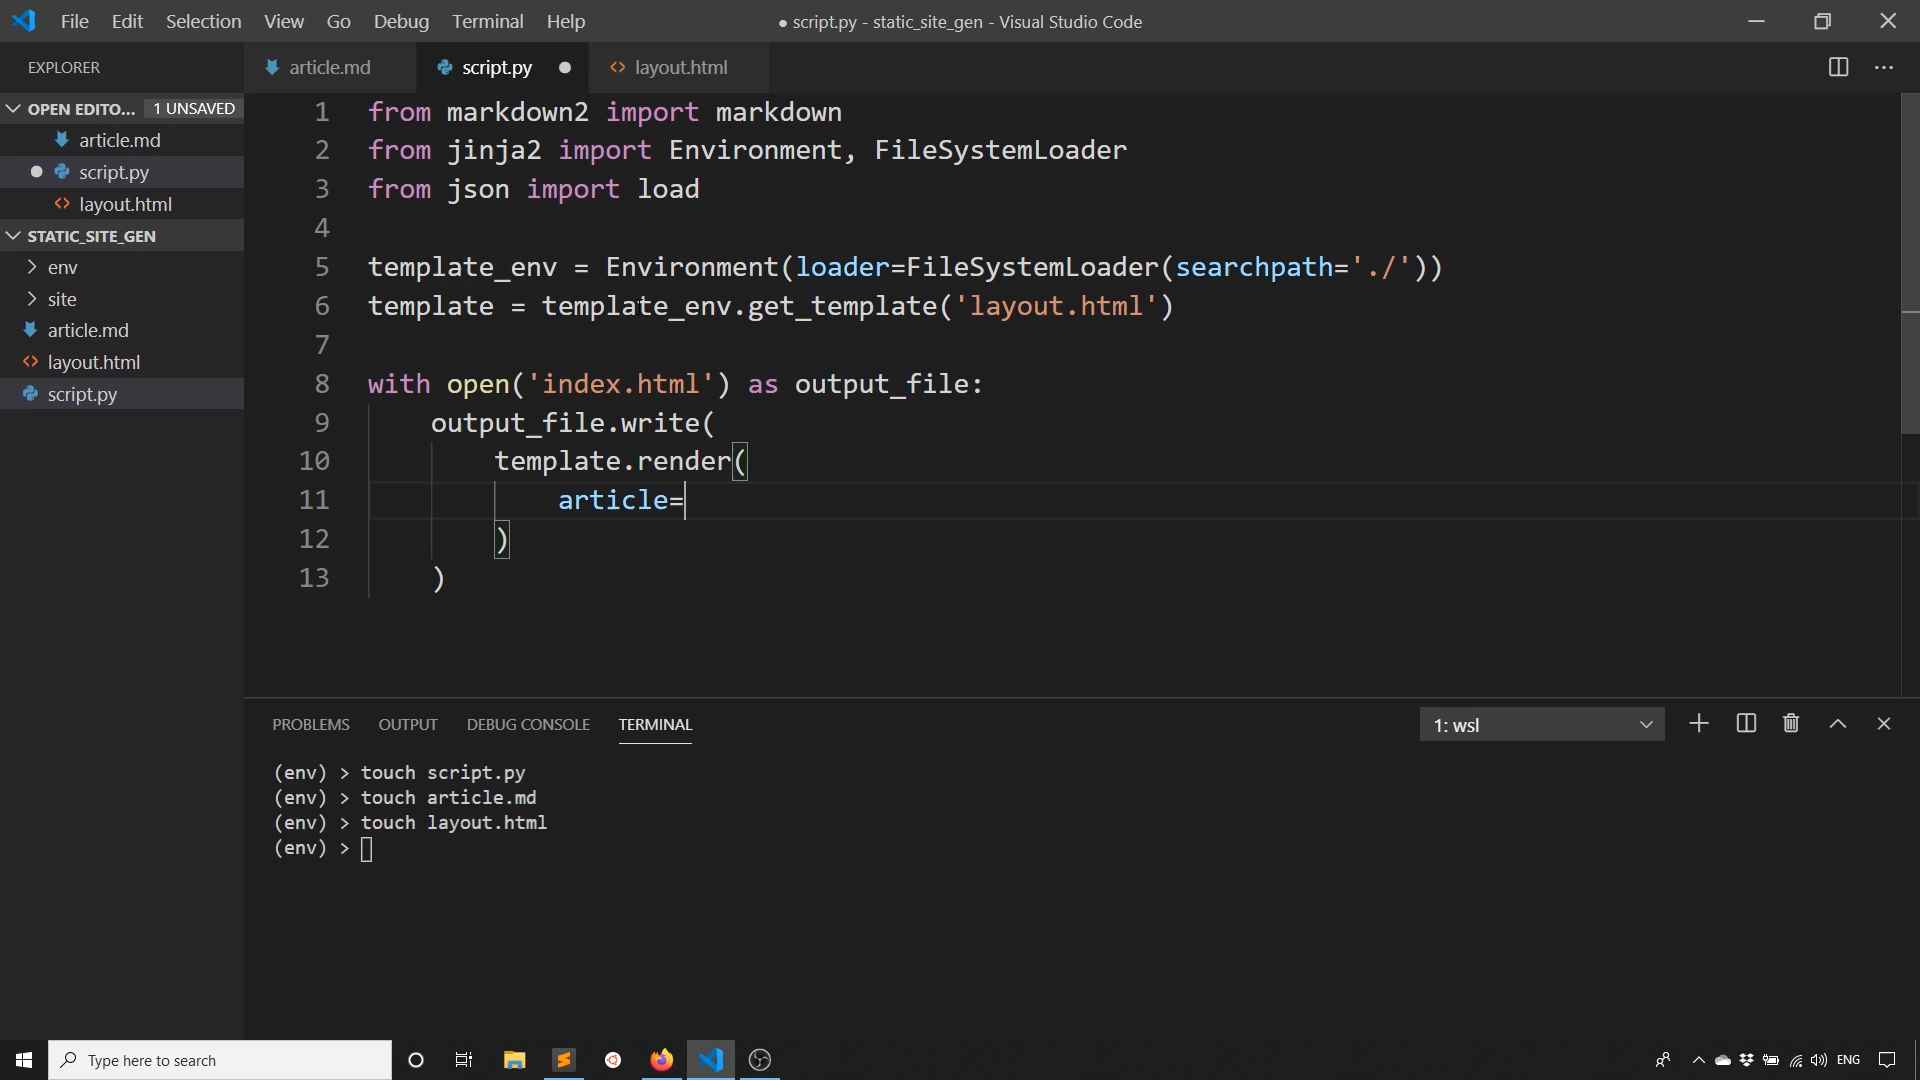 File Edit Selection View Go Debug Terminal Help
● script.py - static_site_gen - Visual Studio Code
EXPLORER
OPEN EDITO... 1 UNSAVED
article.md
script.py
layout.html
STATIC_SITE_GEN
env
site
article.md
layout.html
script.py
article.md script.py layout.html
1 from markdown2 import markdown
2 from jinja2 import Environment, FileSystemLoader
3 from json import load
4
5 template_env = Environment(loader=FileSystemLoader(searchpath='./'))
6 template = template_env.get_template('layout.html')
7
8 with open('index.html') as output_file:
9 output_file.write(
10 template.render(
11 article=
12 )
13 )
PROBLEMS OUTPUT DEBUG CONSOLE TERMINAL 1: wsl
(env) > touch script.py
(env) > touch article.md
(env) > touch layout.html
(env) >
Type here to search
ENG